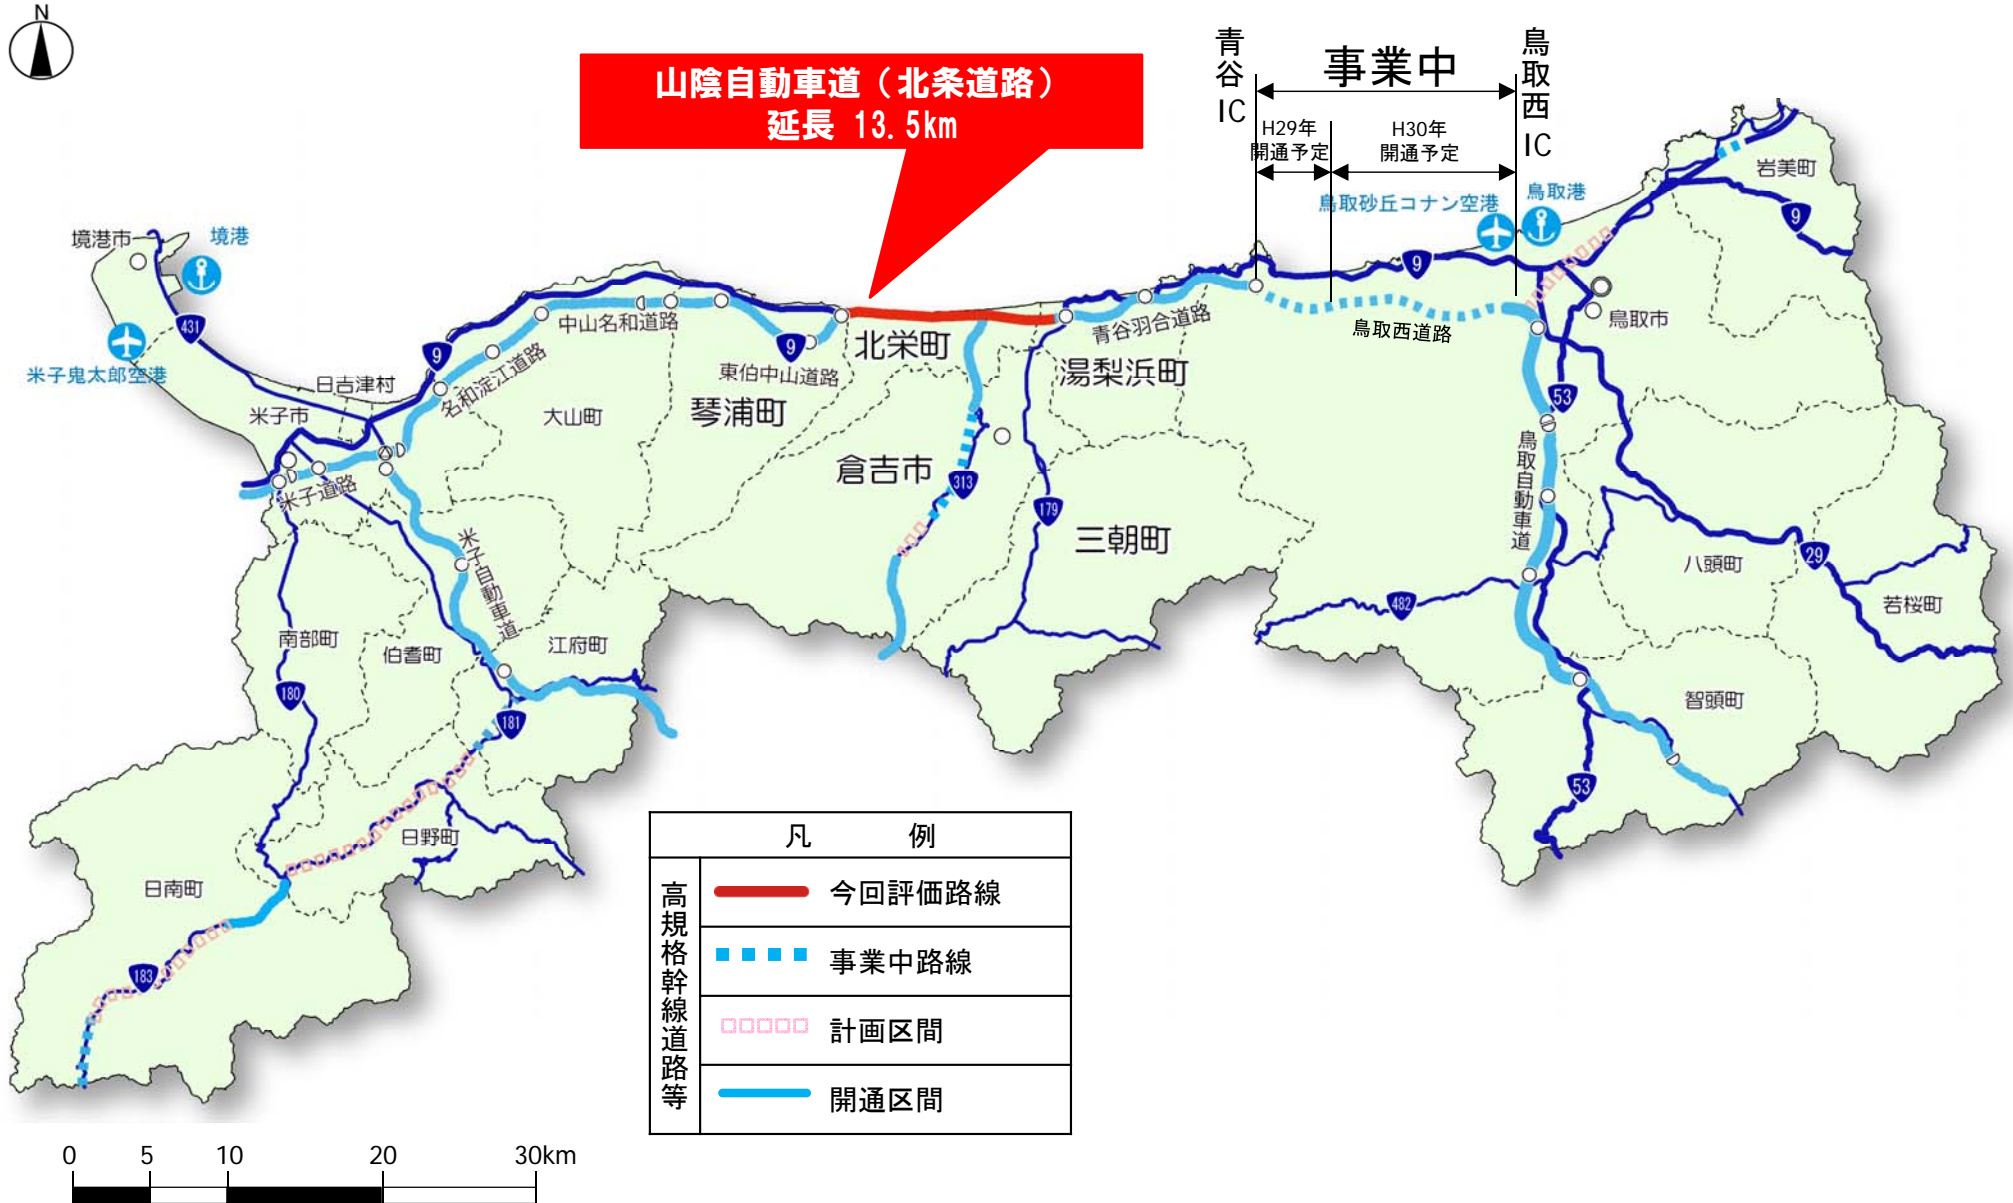 N
山陰自動車道（北条道路）
延長 13.5km
青谷IC
事業中
鳥取西IC
H29年
開通予定
H30年
開通予定
鳥取砂丘コナン空港
鳥取港
岩美町
9
境港市
境港
431
米子鬼太郎空港
日吉津村
米子市
9
名和淀江道路
中山名和道路
大山町
9
東伯中山道路
琴浦町
北栄町
湯梨浜町
青谷羽合道路
9
鳥取西道路
鳥取市
53
米子道路
倉吉市
313
179
三朝町
鳥取自動車道
米子自動車道
482
八頭町
29
若桜町
南部町
伯耆町
江府町
180
181
智頭町
53
日野町
日南町
183
凡 例
高規格幹線道路等
今回評価路線
事業中路線
計画区間
開通区間
0 5 10 20 30km